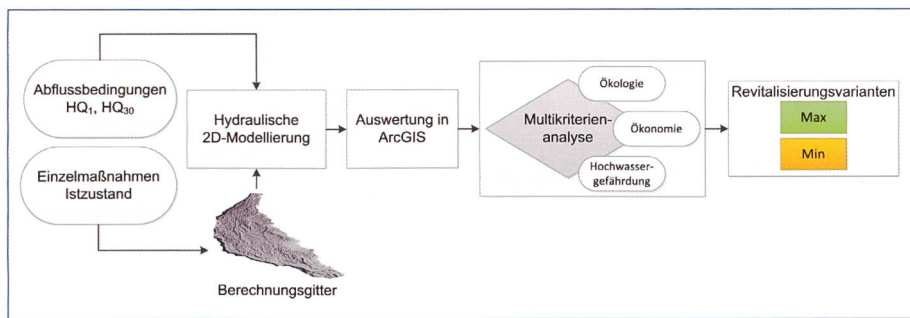 Abflussbedingungen
HQ₁, HQ₃₀
Einzelmaßnahmen
Istzustand
Hydraulische
2D-Modellierung
Berechnungsgitter
Auswertung in
ArcGIS
Multikriterien-
analyse
Ökologie
Ökonomie
Hochwasser-
gefährdung
Revitalisierungsvarianten
Max
Min